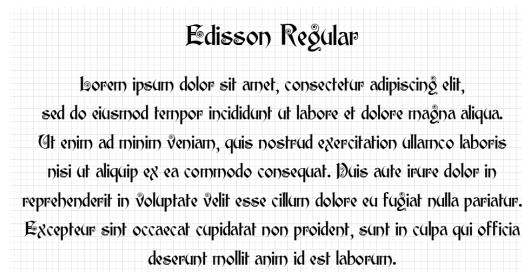 Edisson Regular
Lorem ipsum dolor sit amet, consectetur adipiscing elit,
sed do eiusmod tempor incididunt ut labore et dolore magna aliqua.
Ut enim ad minim veniam, quis nostrud exercitation ullamco laboris
nisi ut aliquip ex ea commodo consequat. Duis aute irure dolor in
reprehenderit in voluptate velit esse cillum dolore eu fugiat nulla pariatur.
Excepteur sint occaecat cupidatat non proident, sunt in culpa qui officia
deserunt mollit anim id est laborum.